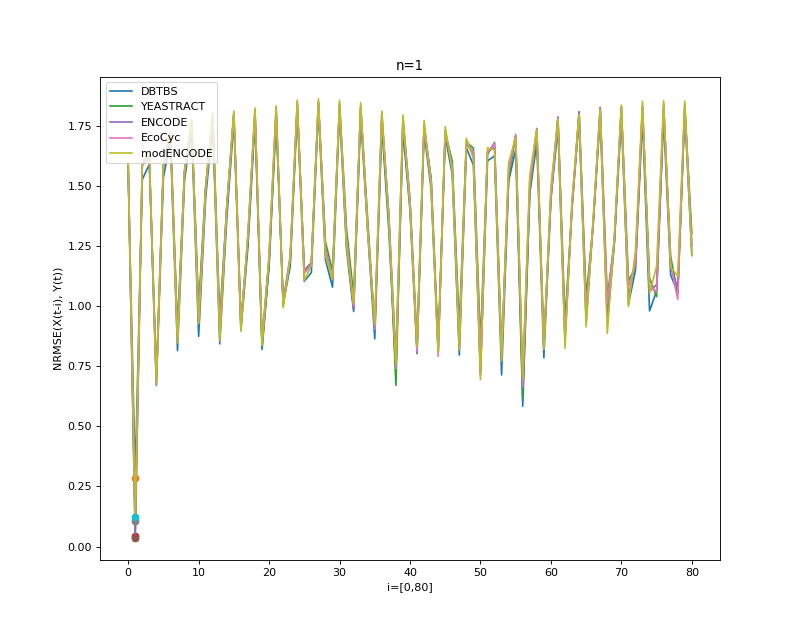 n=1
DBTBS
YEASTRACT
ENCODE
EcoCyc
modENCODE
NRMSE(X(t-i), Y(t))
1.75
1.50
1.25
1.00
0.75
0.50
0.25
0.00
0 10 20 30 40 50 60 70 80
i=[0,80]